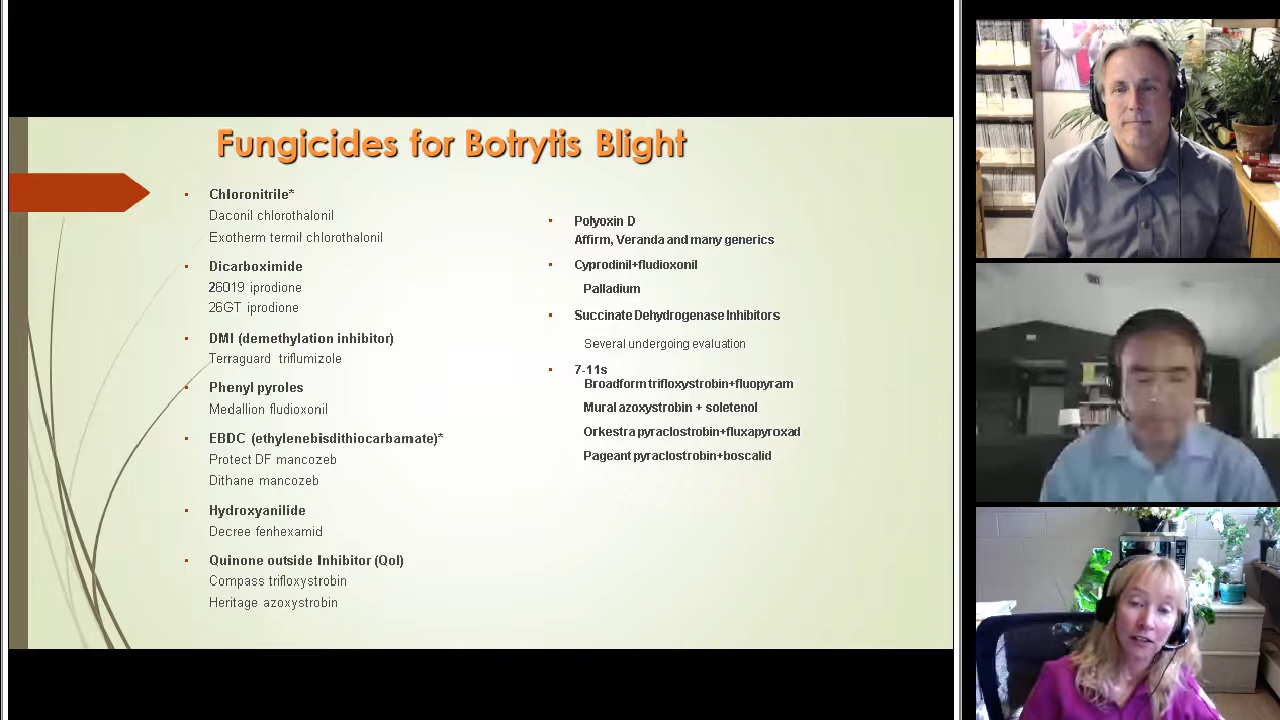 Fungicides for Botrytis Blight
Chloronitrile*
Daconil chlorothalonil
Exotherm termil chlorothalonil
Dicarboximide
26019 iprodione
26GT iprodione
DMI (demethylation inhibitor)
Terraguard triflumizole
Phenyl pyroles
Medallion fludioxonil
EBDC (ethylenebisdithiocarbamate)*
Protect DF mancozeb
Dithane mancozeb
Hydroxyanilide
Decree fenhexamid
Quinone outside Inhibitor (QoI)
Compass trifloxystrobin
Heritage azoxystrobin
Polyoxin D
Affirm, Veranda and many generics
Cyprodinil+fludioxonil
Palladium
Succinate Dehydrogenase Inhibitors
Several undergoing evaluation
7-11s
Broadform trifloxystrobin+fluopyram
Mural azoxystrobin + soletenol
Orkestra pyraclostrobin+fluxapyroxad
Pageant pyraclostrobin+boscalid